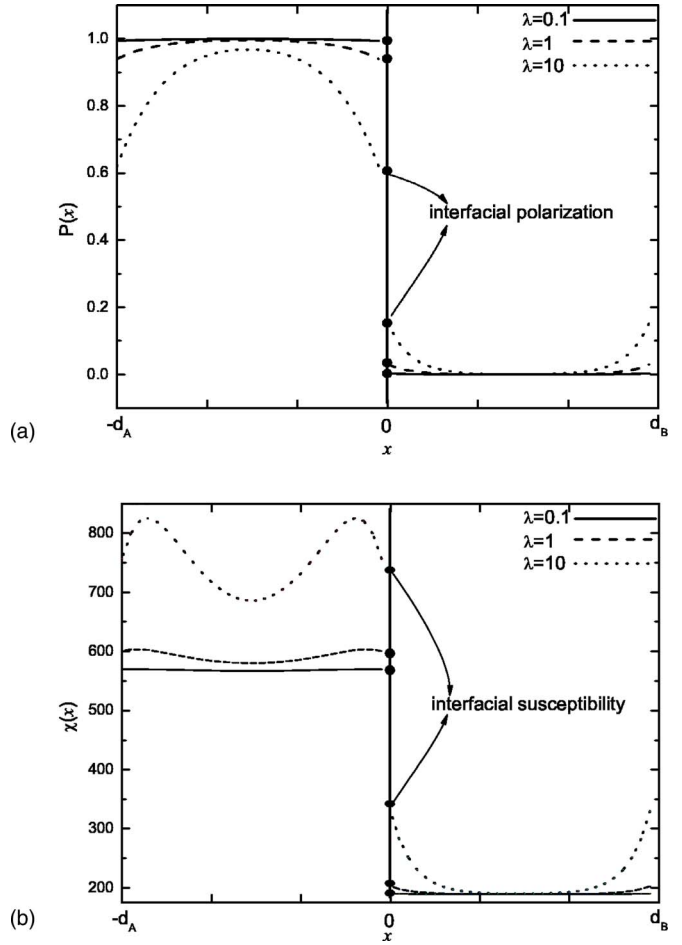 λ=0.1
λ=1
λ=10
1.0
0.8
0.6
0.4
0.2
0.0
P(x)
interfacial polarization
-d_A
0
d_B
x
(a)
λ=0.1
λ=1
λ=10
800
700
600
500
400
300
200
χ(x)
interfacial susceptibility
-d_A
0
d_B
x
(b)